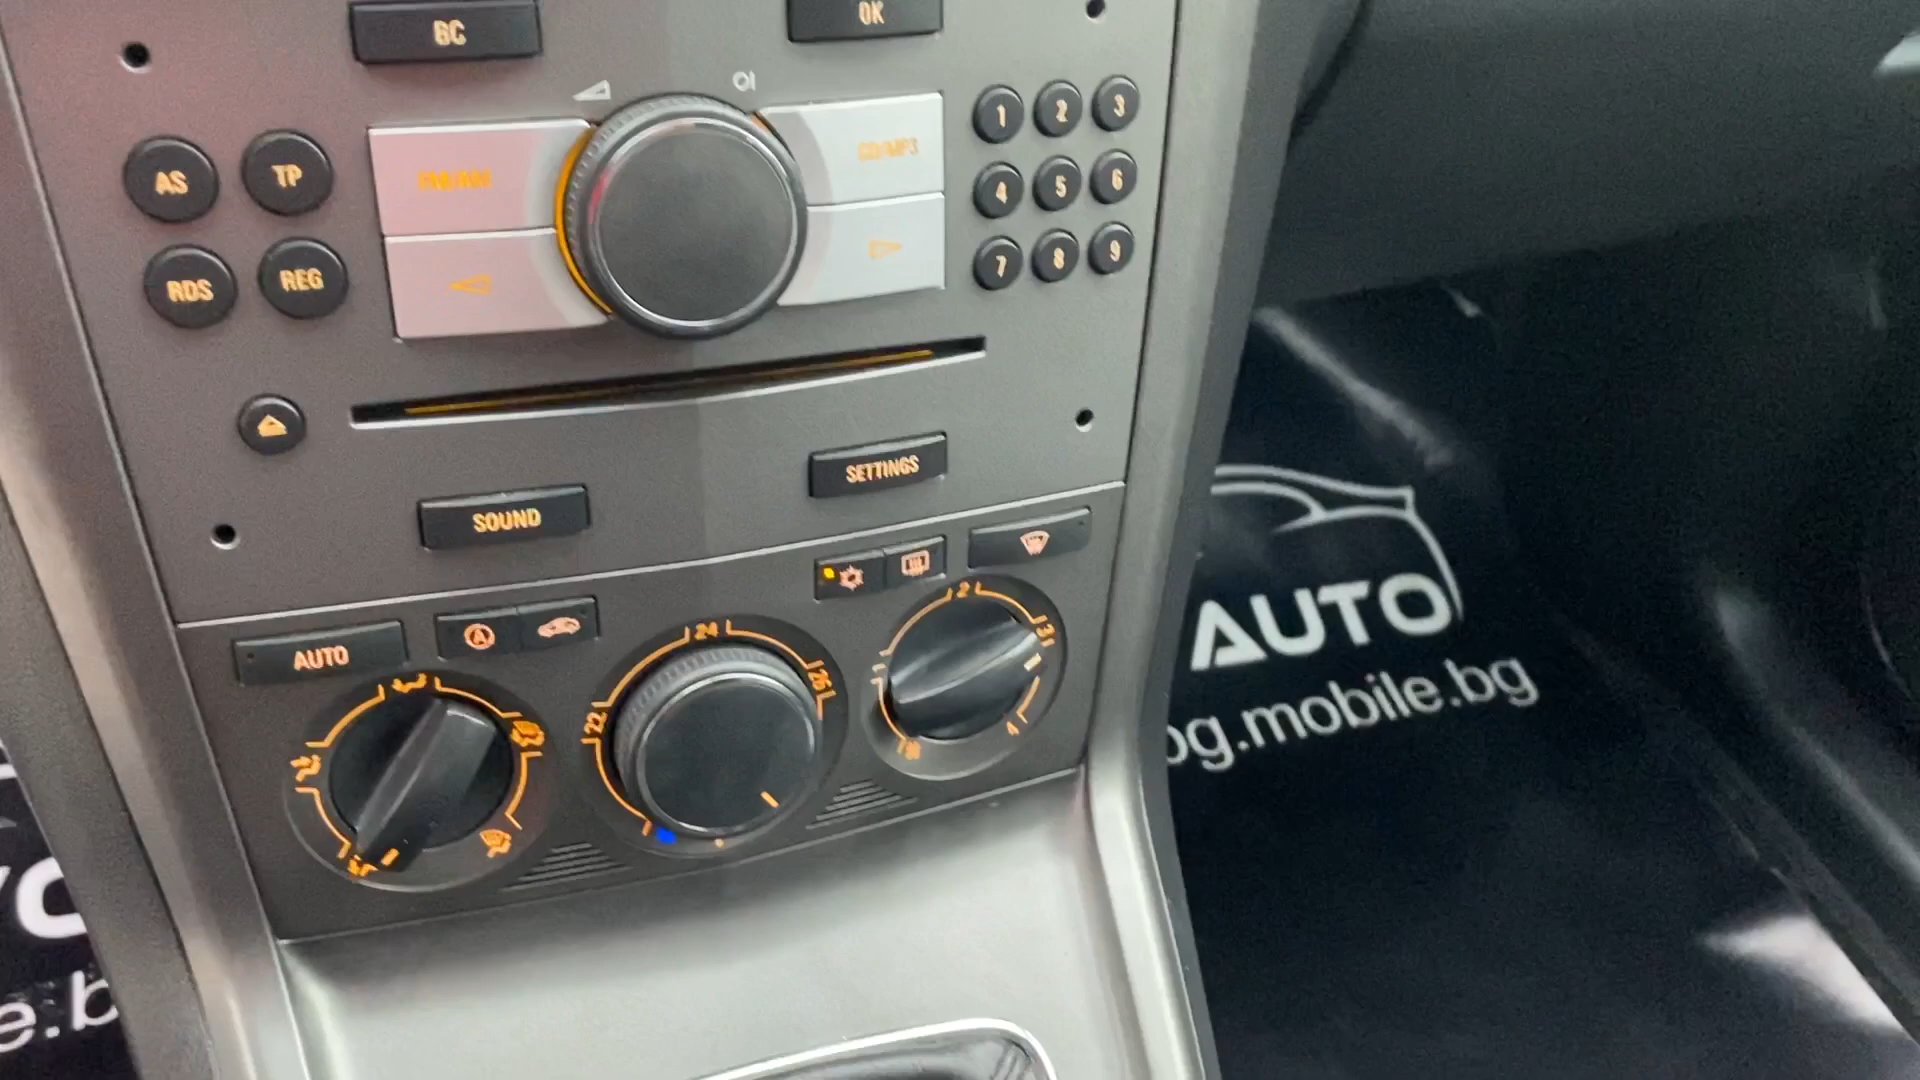 BC
OK
AS
TP
FM/AM
CD/MP3
1 2 3
4 5 6
7 8 9
RDS
REG
SETTINGS
SOUND
AUTO
A
22
24
26
1
2
3
4
AUTO
bg.mobile.bg
e.b